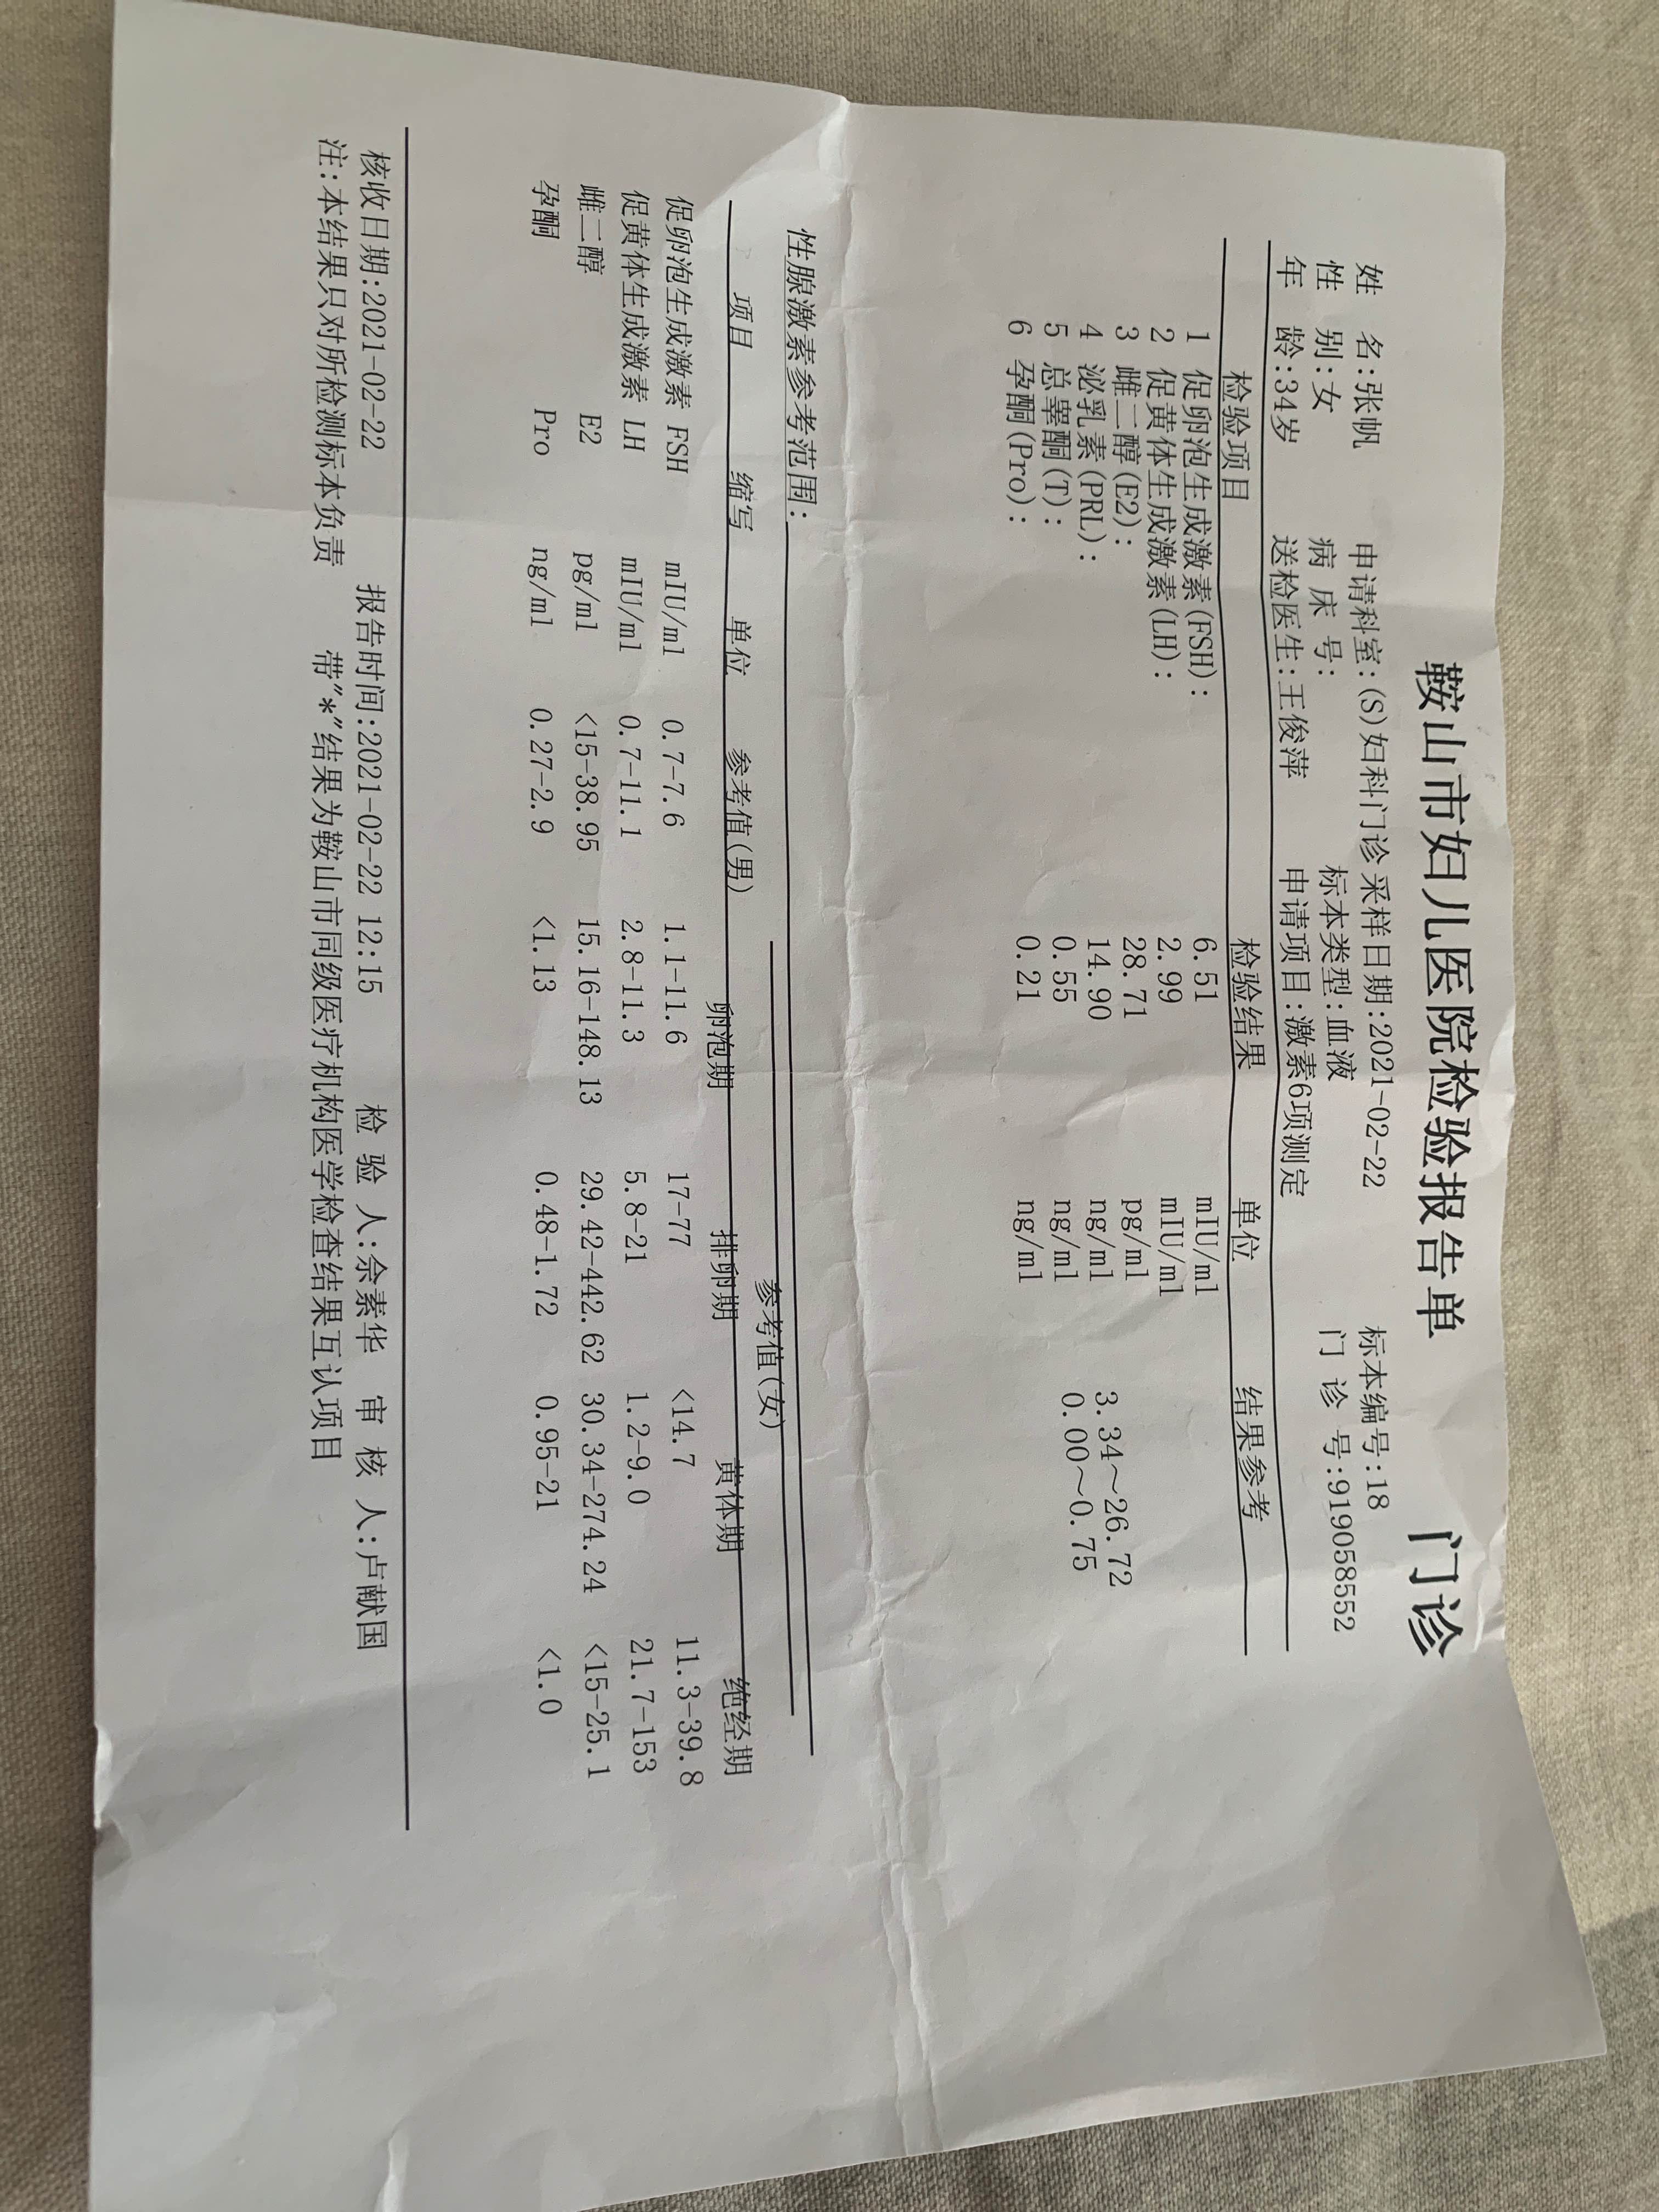 鞍山市妇儿医院检验报告单 门诊
姓 名:张帆 申请科室:(S)妇科门诊 采样日期:2021-02-22 标本编号:18
性 别:女 病 床 号: 标本类型:血液 门 诊 号:919058552
年 龄:34岁 送检医生:王俊萍 申请项目:激素6项测定
检验项目 检验结果 单位 结果参考
1 促卵泡生成激素(FSH): 6.51 mIU/ml
2 促黄体生成激素(LH): 2.99 mIU/ml
3 雌二醇(E2): 28.71 pg/ml
4 泌乳素(PRL): 14.90 ng/ml 3.34~26.72
5 总睾酮(T): 0.55 ng/ml 0.00~0.75
6 孕酮(Pro): 0.21 ng/ml
性腺激素参考范围:
参考值(女)
项目 缩写 单位 参考值(男) 卵泡期 排卵期 黄体期 绝经期
促卵泡生成激素 FSH mIU/ml 0.7-7.6 1.1-11.6 17-77 <14.7 11.3-39.8
促黄体生成激素 LH mIU/ml 0.7-11.1 2.8-11.3 5.8-21 1.2-9.0 21.7-153
雌二醇 E2 pg/ml <15-38.95 15.16-148.13 29.42-442.62 30.34-274.24 <15-25.1
孕酮 Pro ng/ml 0.27-2.9 <1.13 0.48-1.72 0.95-21 <1.0
核收日期:2021-02-22 报告时间:2021-02-22 12:15 检 验 人:佘素华 审 核 人:卢献国
注:本结果只对所检测标本负责 带"*"结果为鞍山市同级医疗机构医学检查结果互认项目